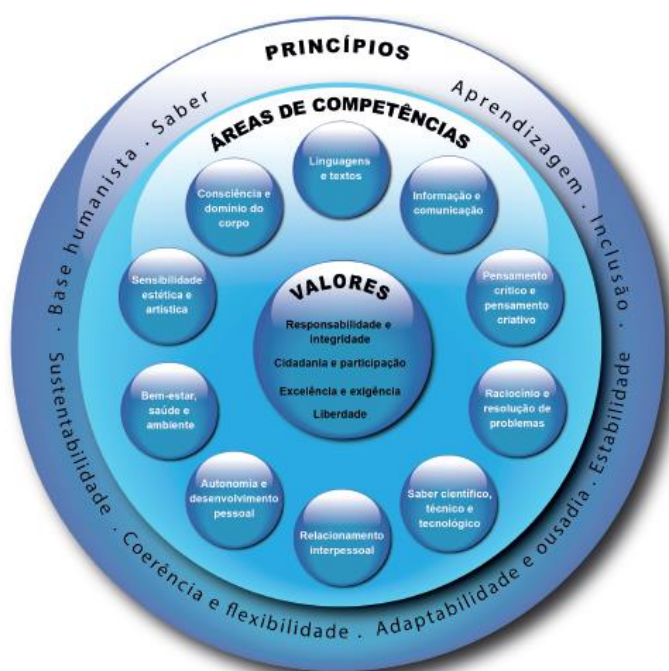 PRINCÍPIOS
Base humanista . Saber
Aprendizagem . Inclusão .
Sustentabilidade . Coerência e flexibilidade . Adaptabilidade e ousadia . Estabilidade
ÁREAS DE COMPETÊNCIAS
Linguagens
e textos
Informação e
comunicação
Pensamento
crítico e
pensamento
criativo
Raciocínio e
resolução de
problemas
Saber científico,
técnico e
tecnológico
Relacionamento
interpessoal
Autonomia e
desenvolvimento
pessoal
Bem-estar,
saúde e
ambiente
Sensibilidade
estética e
artística
Consciência e
domínio do
corpo
VALORES
Responsabilidade e
integridade
Cidadania e participação
Excelência e exigência
Liberdade